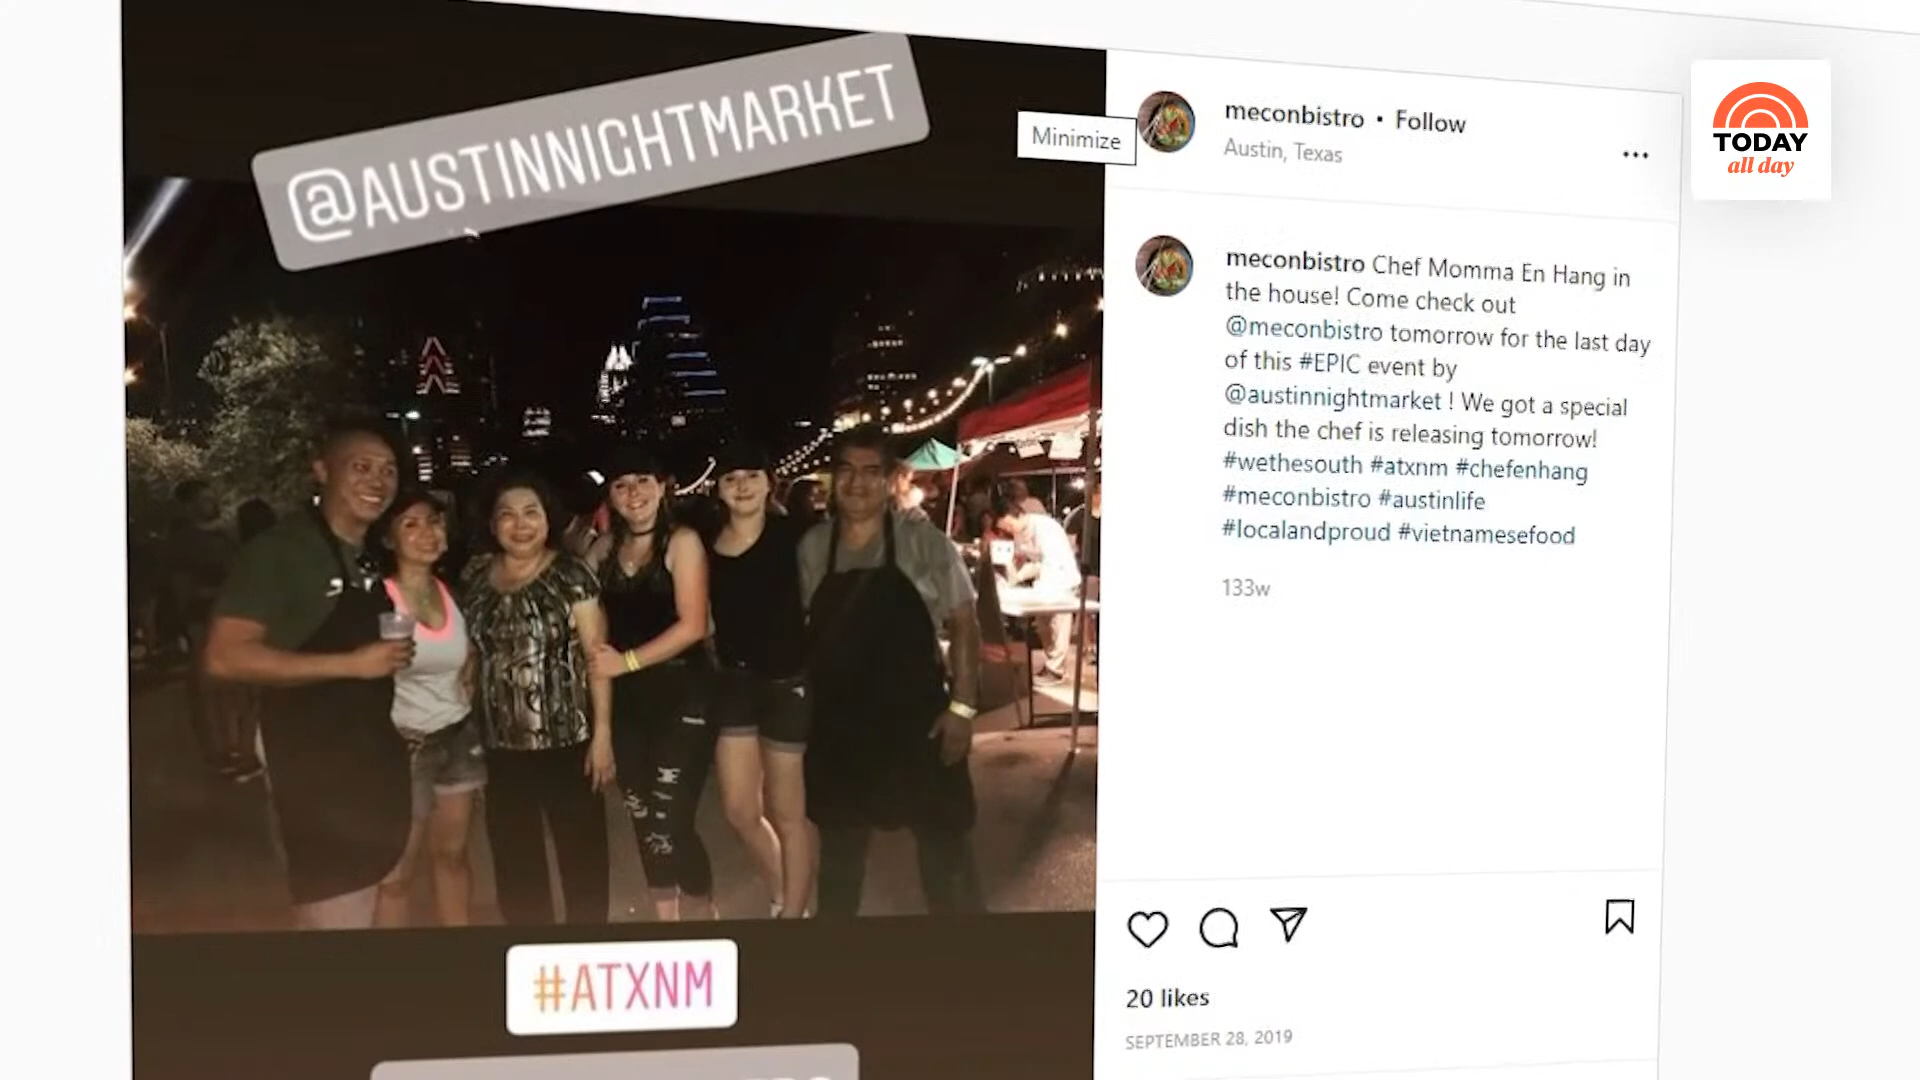 @AUSTINNIGHTMARKET
Minimize
meconbistro • Follow
Austin, Texas
TODAY
all day
meconbistro Chef Momma En Hang in
the house! Come check out
@meconbistro tomorrow for the last day
of this #EPIC event by
@austinnightmarket ! We got a special
dish the chef is releasing tomorrow!
#wethesouth #atxnm #chefenhang
#meconbistro #austinlife
#localandproud #vietnamesefood
133w
#ATXNM
20 likes
SEPTEMBER 28, 2019